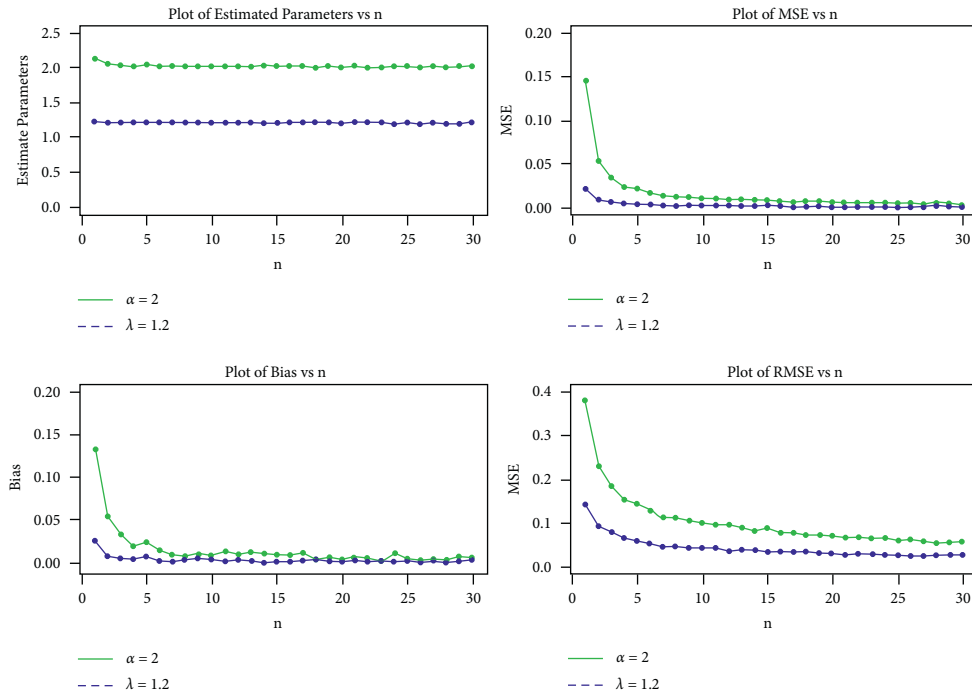 Plot of Estimated Parameters vs n
2.5
2.0
1.5
1.0
0.5
0.0
Estimate Parameters
0 5 10 15 20 25 30
n
α = 2
λ = 1.2
Plot of MSE vs n
0.20
0.15
0.10
0.05
0.00
MSE
0 5 10 15 20 25 30
n
α = 2
λ = 1.2
Plot of Bias vs n
0.20
0.15
0.10
0.05
0.00
Bias
0 5 10 15 20 25 30
n
α = 2
λ = 1.2
Plot of RMSE vs n
0.4
0.3
0.2
0.1
0.0
MSE
0 5 10 15 20 25 30
n
α = 2
λ = 1.2